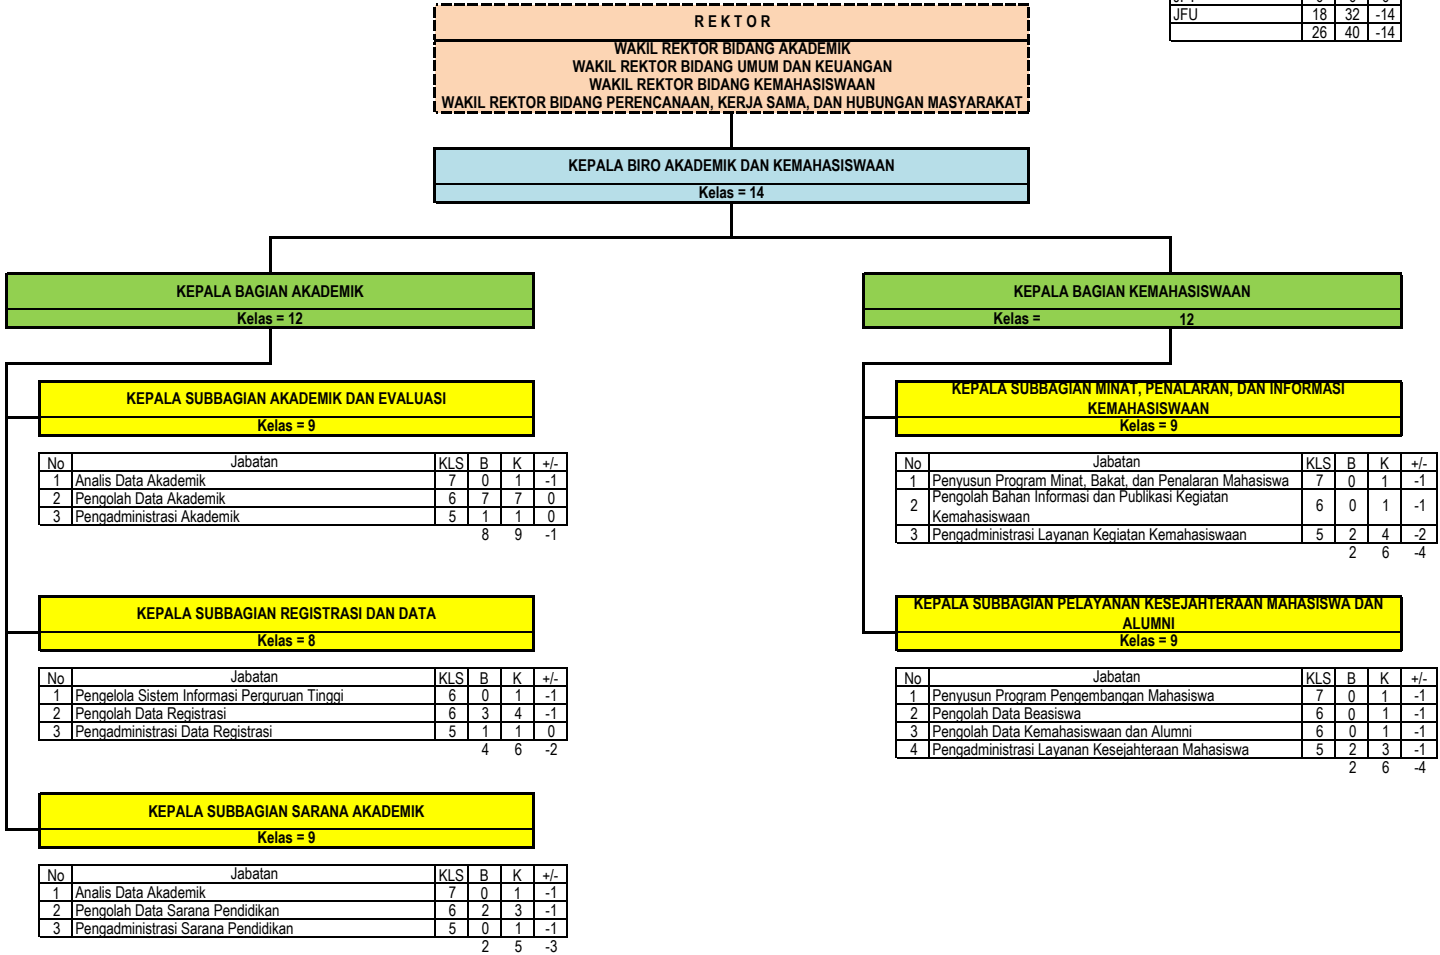 JFU 18 32 -14
26 40 -14
R E K T O R
WAKIL REKTOR BIDANG AKADEMIK
WAKIL REKTOR BIDANG UMUM DAN KEUANGAN
WAKIL REKTOR BIDANG KEMAHASISWAAN
WAKIL REKTOR BIDANG PERENCANAAN, KERJA SAMA, DAN HUBUNGAN MASYARAKAT
KEPALA BIRO AKADEMIK DAN KEMAHASISWAAN
Kelas = 14
KEPALA BAGIAN AKADEMIK
Kelas = 12
KEPALA SUBBAGIAN AKADEMIK DAN EVALUASI
Kelas = 9
No Jabatan KLS B K +/-
1 Analis Data Akademik 7 0 1 -1
2 Pengolah Data Akademik 6 7 7 0
3 Pengadministrasi Akademik 5 1 1 0
8 9 -1
KEPALA SUBBAGIAN REGISTRASI DAN DATA
Kelas = 8
No Jabatan KLS B K +/-
1 Pengelola Sistem Informasi Perguruan Tinggi 6 0 1 -1
2 Pengolah Data Registrasi 6 3 4 -1
3 Pengadministrasi Data Registrasi 5 1 1 0
4 6 -2
KEPALA SUBBAGIAN SARANA AKADEMIK
Kelas = 9
No Jabatan KLS B K +/-
1 Analis Data Akademik 7 0 1 -1
2 Pengolah Data Sarana Pendidikan 6 2 3 -1
3 Pengadministrasi Sarana Pendidikan 5 0 1 -1
2 5 -3
KEPALA BAGIAN KEMAHASISWAAN
Kelas = 12
KEPALA SUBBAGIAN MINAT, PENALARAN, DAN INFORMASI
KEMAHASISWAAN
Kelas = 9
No Jabatan KLS B K +/-
1 Penyusun Program Minat, Bakat, dan Penalaran Mahasiswa 7 0 1 -1
2 Pengolah Bahan Informasi dan Publikasi Kegiatan
Kemahasiswaan 6 0 1 -1
3 Pengadministrasi Layanan Kegiatan Kemahasiswaan 5 2 4 -2
2 6 -4
KEPALA SUBBAGIAN PELAYANAN KESEJAHTERAAN MAHASISWA DAN
ALUMNI
Kelas = 9
No Jabatan KLS B K +/-
1 Penyusun Program Pengembangan Mahasiswa 7 0 1 -1
2 Pengolah Data Beasiswa 6 0 1 -1
3 Pengolah Data Kemahasiswaan dan Alumni 6 0 1 -1
4 Pengadministrasi Layanan Kesejahteraan Mahasiswa 5 2 3 -1
2 6 -4